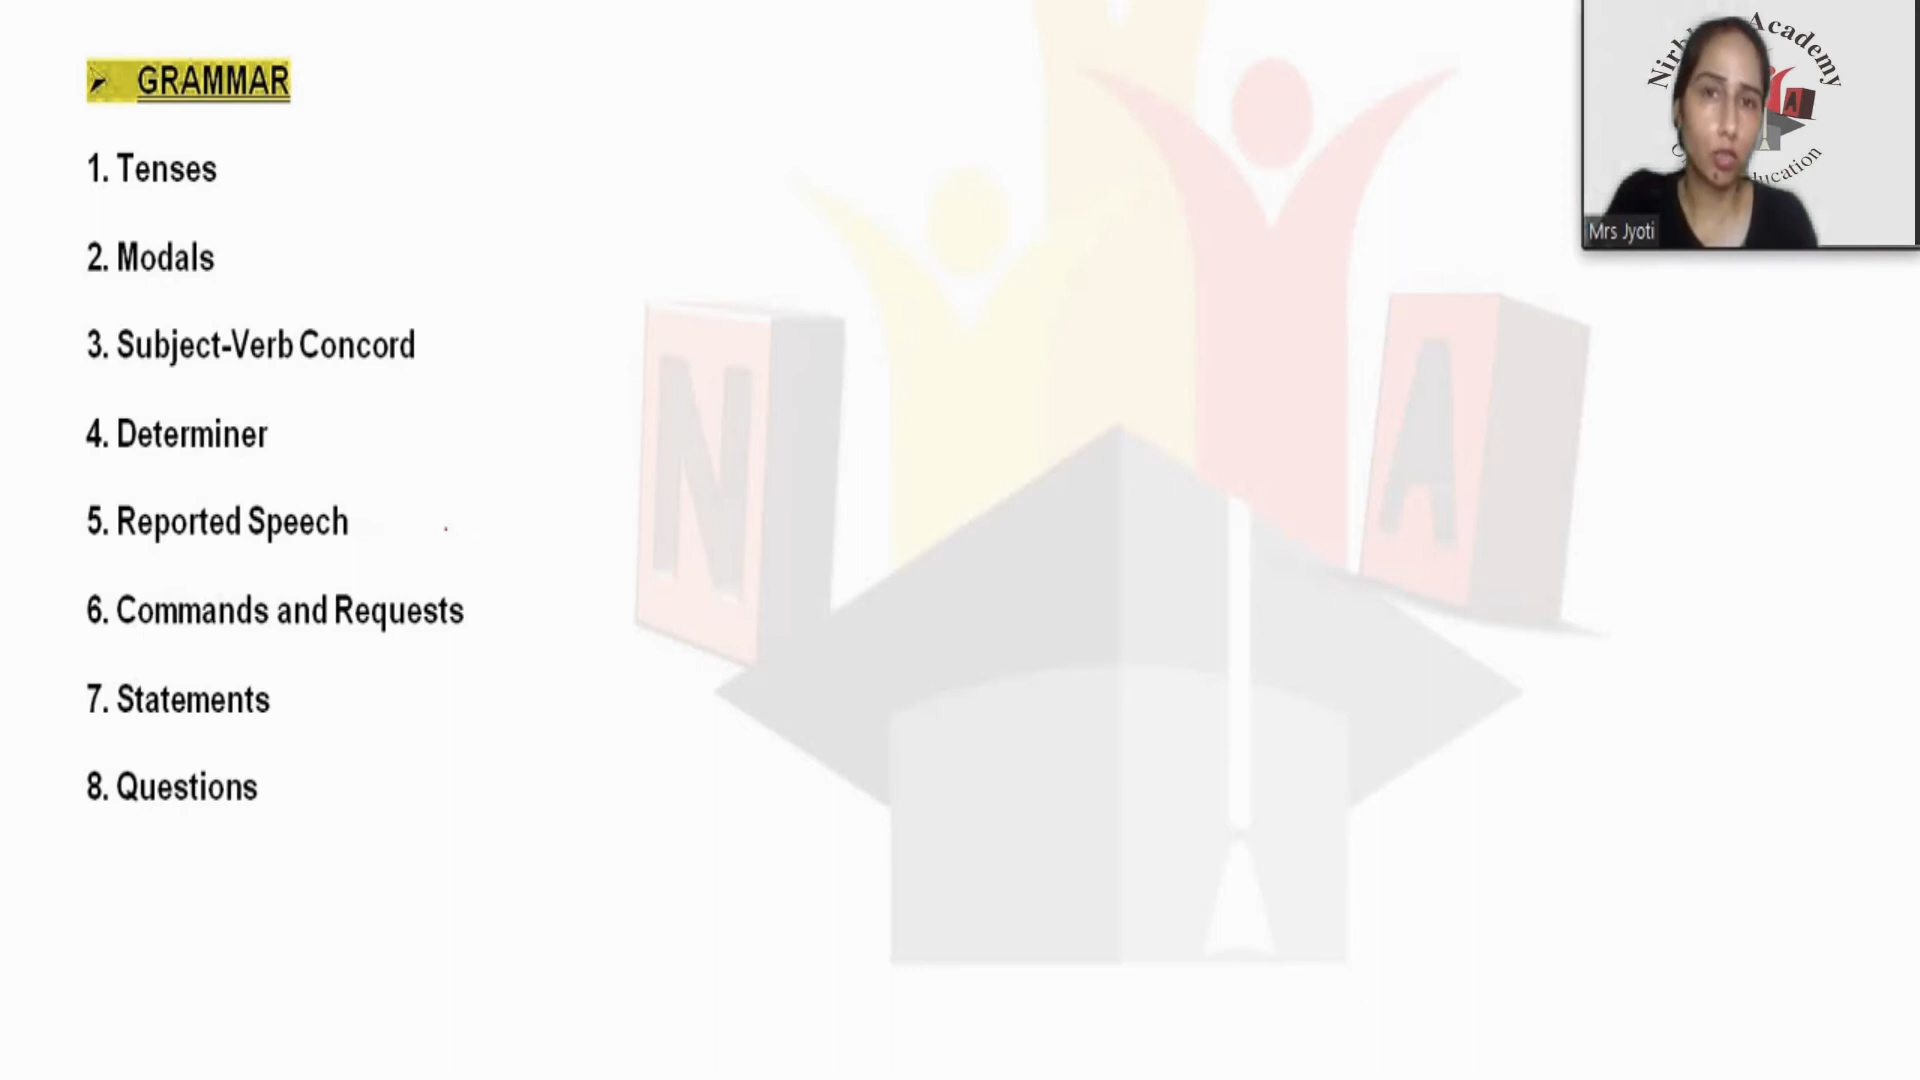 GRAMMAR
1. Tenses
2. Modals
3. Subject-Verb Concord
4. Determiner
5. Reported Speech
6. Commands and Requests
7. Statements
8. Questions
N
A
Academy
A
Mrs Jyoti